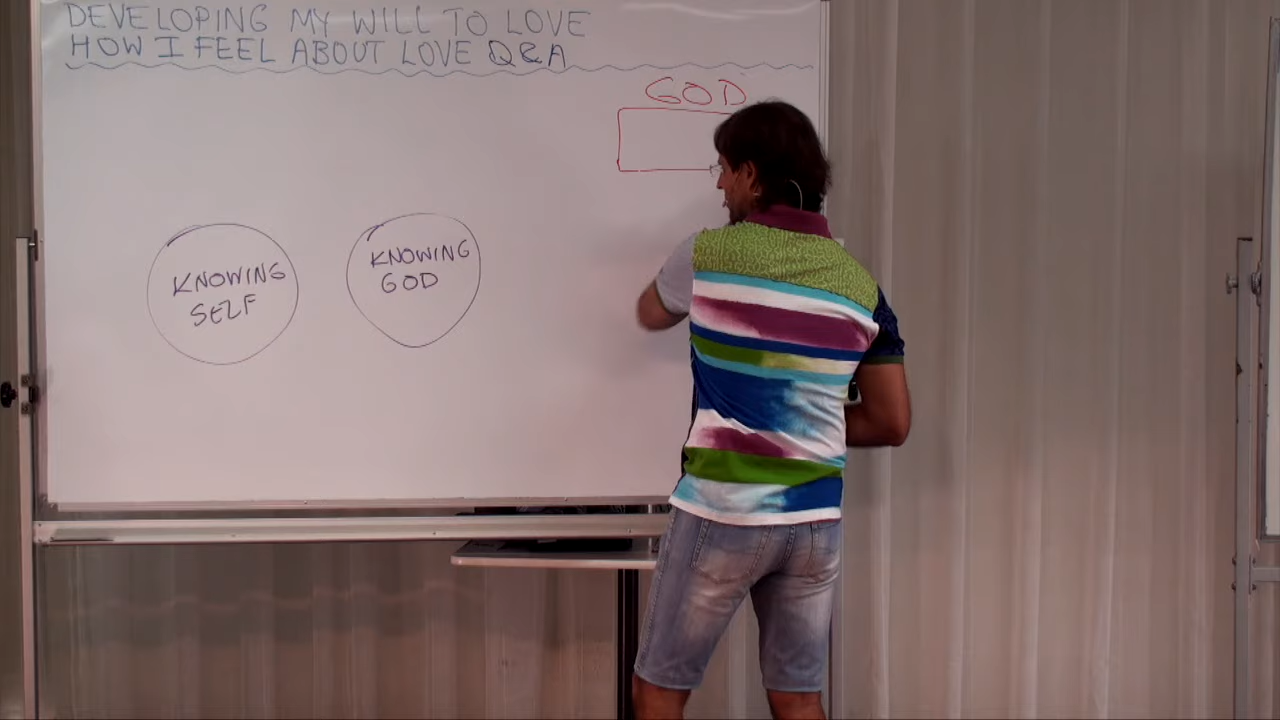 DEVELOPING MY WILL TO LOVE
HOW I FEEL ABOUT LOVE Q&A
GOD
KNOWING
SELF
KNOWING
GOD